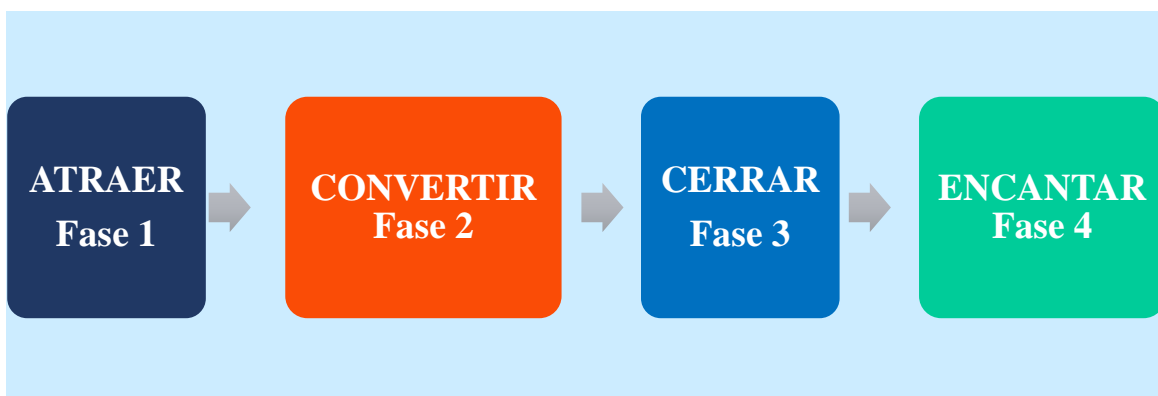 ATRAER
Fase 1
CONVERTIR
Fase 2
CERRAR
Fase 3
ENCANTAR
Fase 4